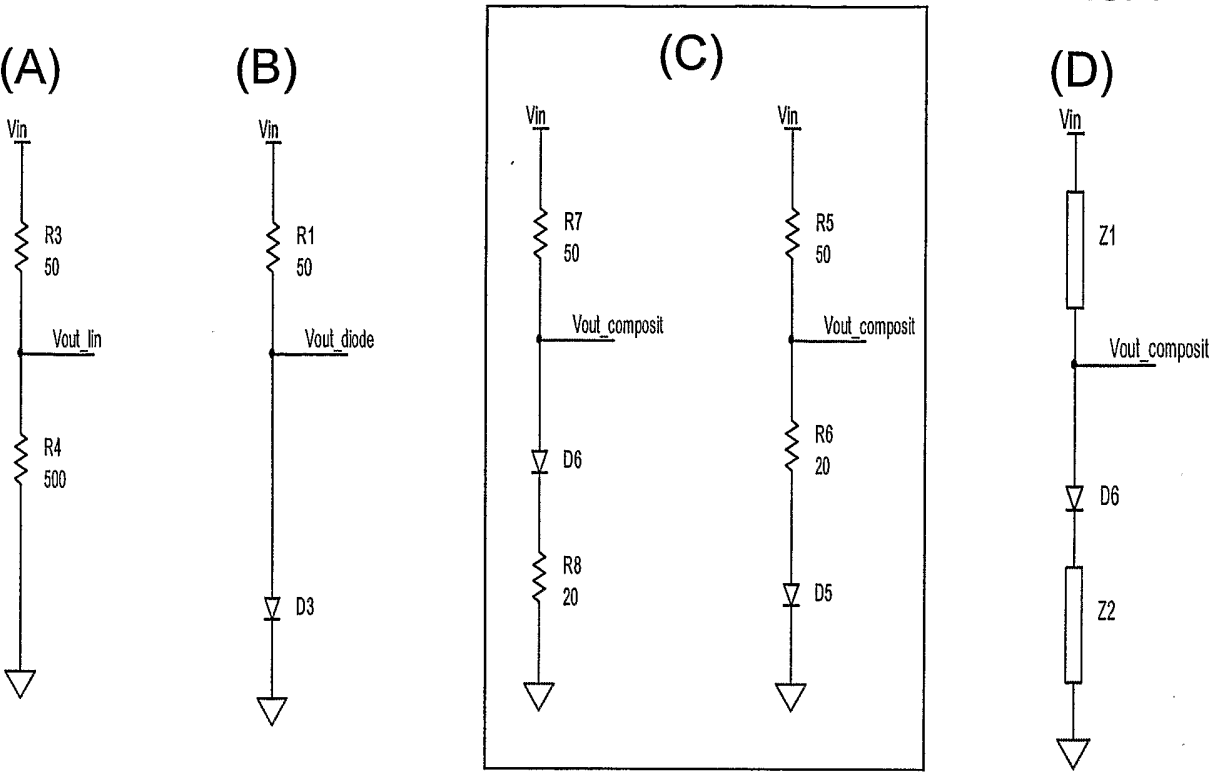 (A)
Vin
R3
50
Vout_lin
R4
500
(B)
Vin
R1
50
Vout_diode
D3
(C)
Vin
R7
50
Vout_composit
D6
R8
20
Vin
R5
50
Vout_composit
R6
20
D5
(D)
Vin
Z1
Vout_composit
D6
Z2